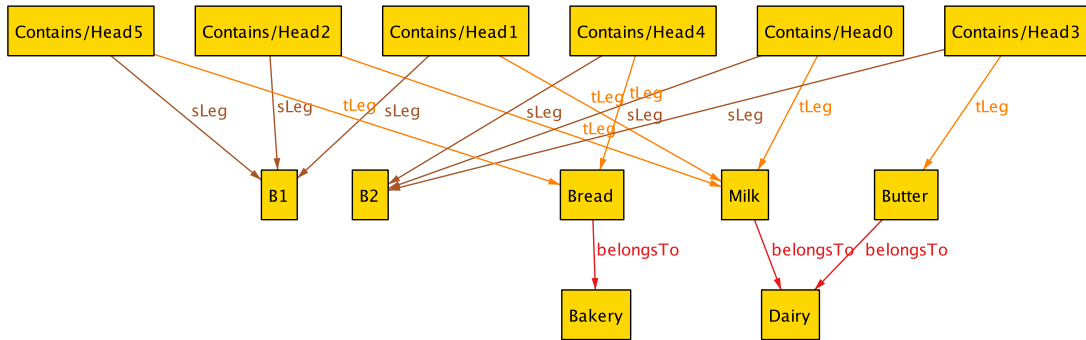 Contains/Head5
Contains/Head2
Contains/Head1
Contains/Head4
Contains/Head0
Contains/Head3
sLeg
sLeg
sLeg
tLeg
tLeg
tLeg
sLeg
sLeg
tLeg
sLeg
tLeg
tLeg
B1
B2
Bread
Milk
Butter
belongsTo
belongsTo
belongsTo
Bakery
Dairy